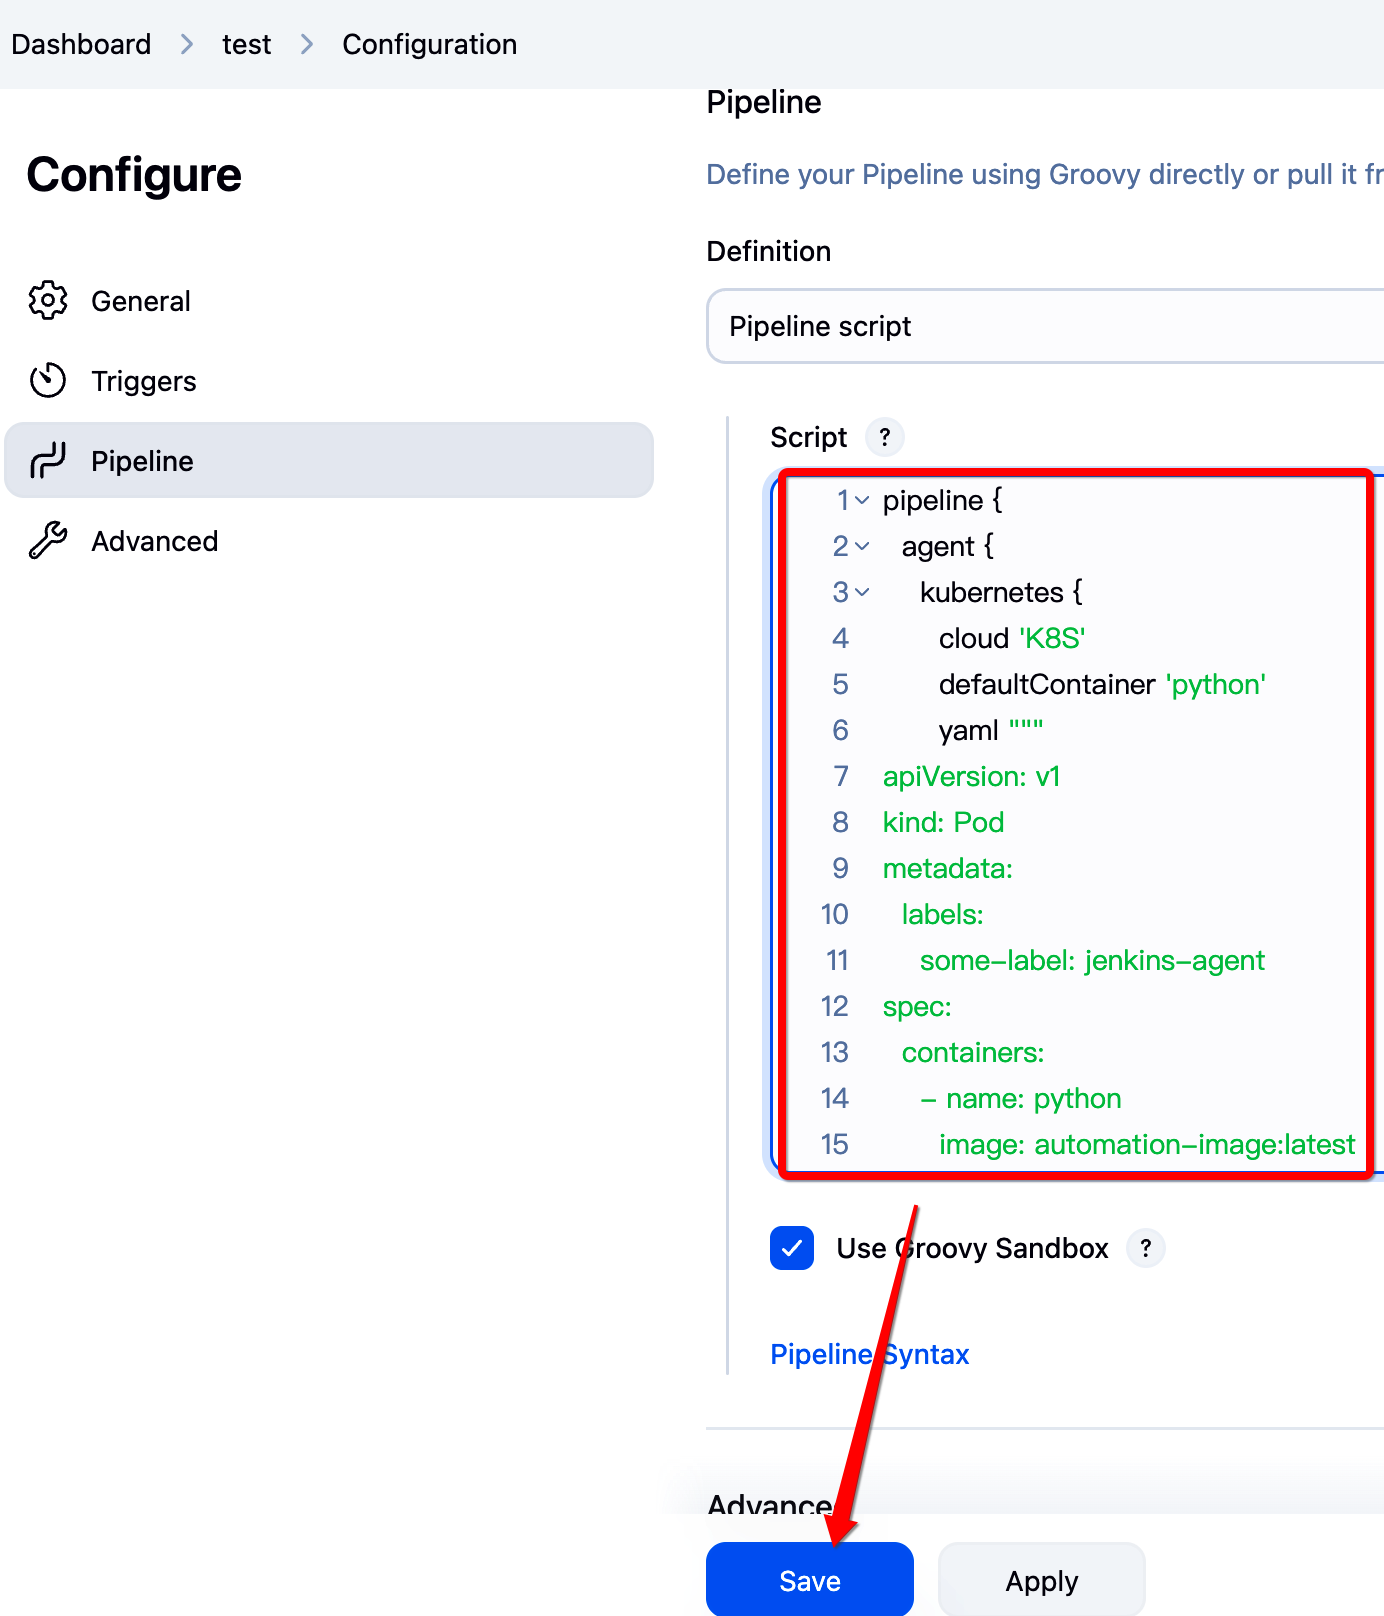 Dashboard > test > Configuration
Configure
General
Triggers
Pipeline
Advanced
Pipeline
Define your Pipeline using Groovy directly or pull it fr
Definition
Pipeline script
Script ?
1 pipeline {
2   agent {
3     kubernetes {
4       cloud 'K8S'
5       defaultContainer 'python'
6       yaml """
7 apiVersion: v1
8 kind: Pod
9 metadata:
10   labels:
11     some-label: jenkins-agent
12 spec:
13   containers:
14     - name: python
15       image: automation-image:latest
Use Groovy Sandbox ?
Pipeline Syntax
Advanced
Save
Apply